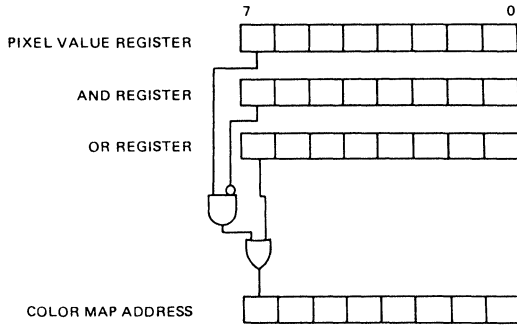 7 0
PIXEL VALUE REGISTER
AND REGISTER
OR REGISTER
COLOR MAP ADDRESS